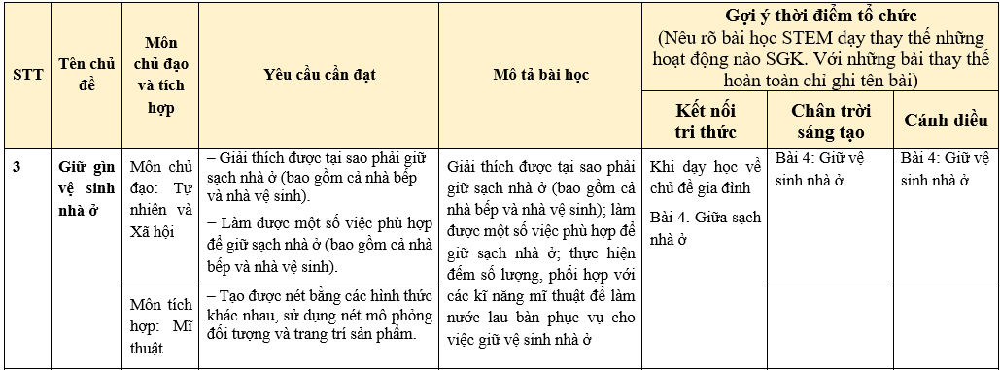 STT
Tên chủ
đề
Môn
chủ đạo
và tích
hợp
Yêu cầu cần đạt
Mô tả bài học
Gợi ý thời điểm tổ chức
(Nêu rõ bài học STEM dạy thay thế những
hoạt động nào SGK. Với những bài thay thế
hoàn toàn chỉ ghi tên bài)
Kết nối
tri thức
Chân trời
sáng tạo
Cánh diều
3
Giữ gìn
vệ sinh
nhà ở
Môn chủ
đạo: Tự
nhiên và
Xã hội
– Giải thích được tại sao phải giữ
sạch nhà ở (bao gồm cả nhà bếp
và nhà vệ sinh).
– Làm được một số việc phù hợp
để giữ sạch nhà ở (bao gồm cả nhà
bếp và nhà vệ sinh).
Môn tích
hợp: Mĩ
thuật
– Tạo được nét bằng các hình thức
khác nhau, sử dụng nét mô phỏng
đối tượng và trang trí sản phẩm.
Giải thích được tại sao phải
giữ sạch nhà ở (bao gồm cả
nhà bếp và nhà vệ sinh); làm
được một số việc phù hợp để
giữ sạch nhà ở; thực hiện
đếm số lượng, phối hợp với
các kĩ năng mĩ thuật để làm
nước lau bàn phục vụ cho
việc giữ vệ sinh nhà ở
Khi dạy học về
chủ đề gia đình
Bài 4. Giữa sạch
nhà ở
Bài 4: Giữ vệ
sinh nhà ở
Bài 4: Giữ vệ
sinh nhà ở